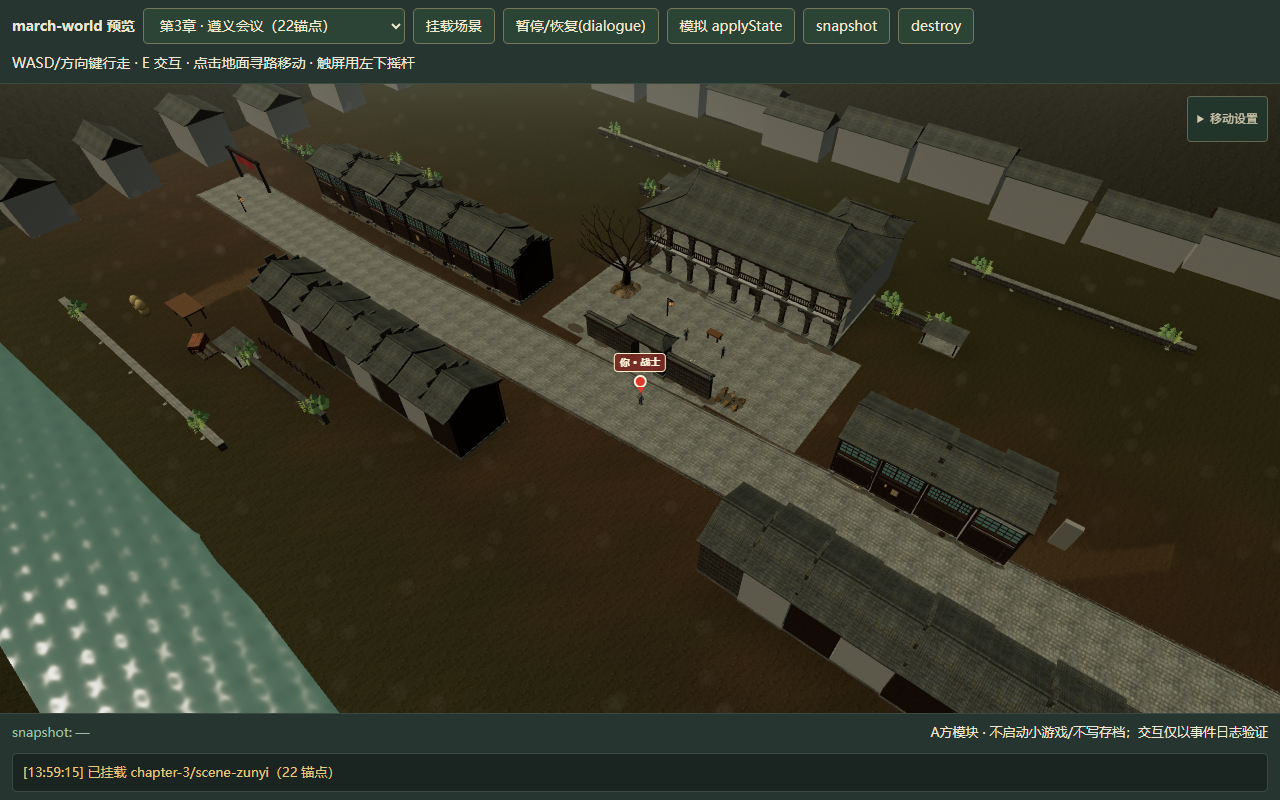 march-world 预览 第3章 · 遵义会议（22锚点） 挂载场景 暂停/恢复(dialogue) 模拟 applyState snapshot destroy
WASD/方向键行走 · E 交互 · 点击地面寻路移动 · 触屏用左下摇杆
▶ 移动设置
你 · 战士
snapshot: — A方模块 · 不启动小游戏/不写存档；交互仅以事件日志验证
[13:59:15] 已挂载 chapter-3/scene-zunyi（22 锚点）